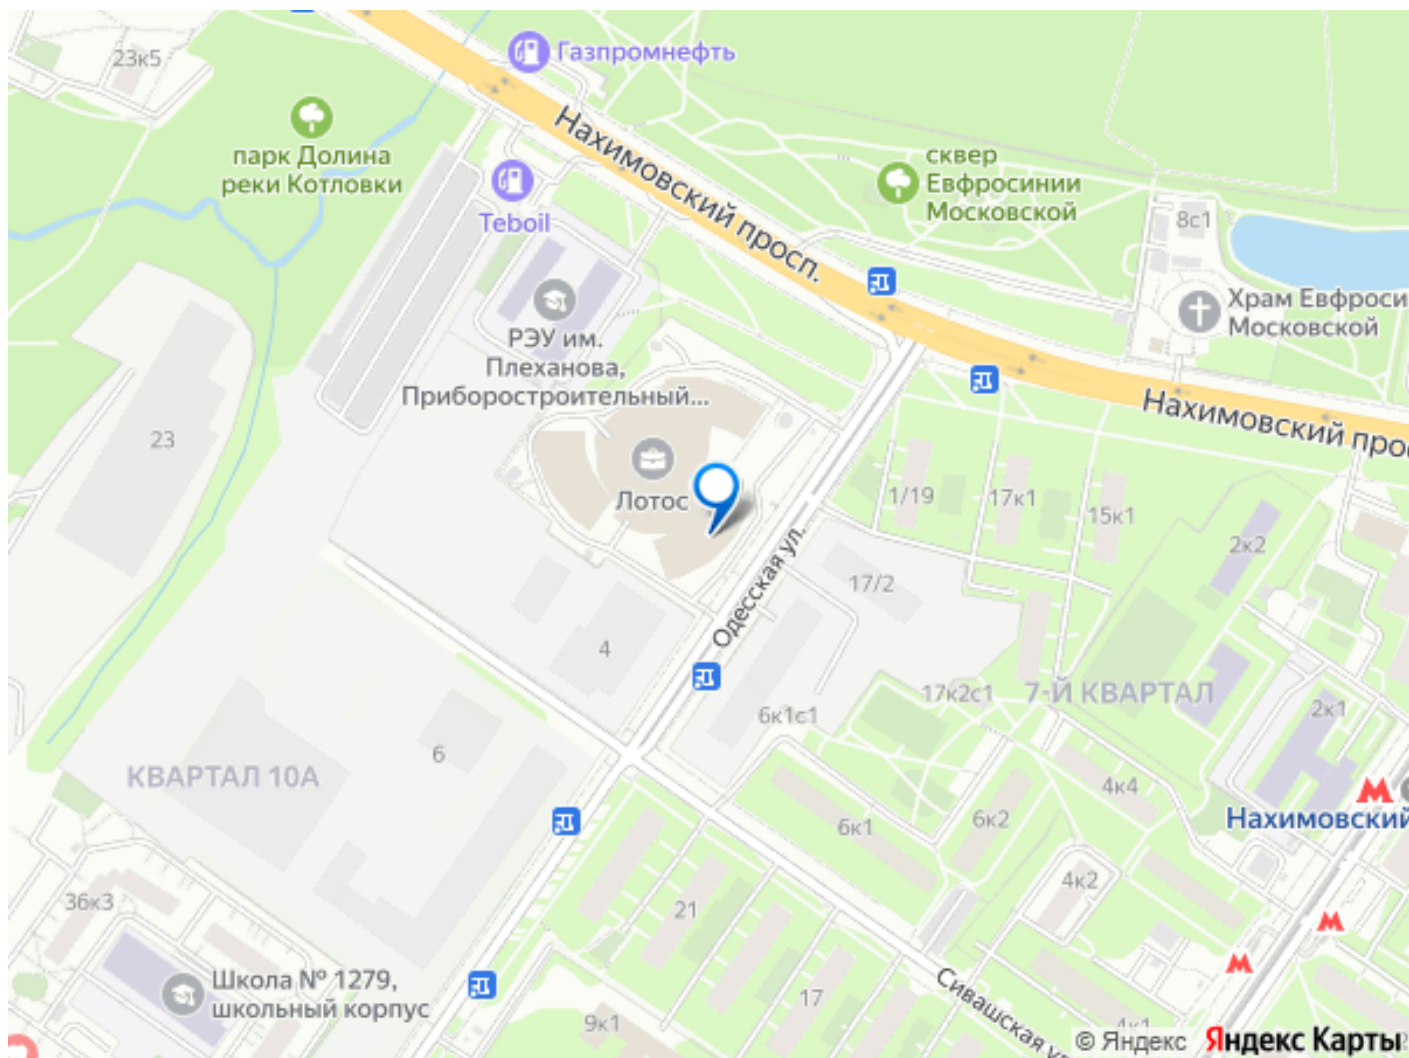 23к5
Газпромнефть
парк Долина
реки Котловки
Teboil
Нахимовский просп.
сквер
Евфросинии
Московской
8с1
Храм Евфроси
Московской
РЭУ им.
Плеханова,
Приборостроительный...
Нахимовский прос
23
Лотос
1/19
17к1
15к1
2к2
Одесская ул.
17/2
4
17к2с1
7-Й КВАРТАЛ
6к1с1
2к1
6
КВАРТАЛ 10А
4к4
Нахимовский
6к1
6к2
4к2
36к3
21
Школа № 1279,
школьный корпус
17
Сивашская ул
9к1
4к1
© Яндекс Яндекс Карты